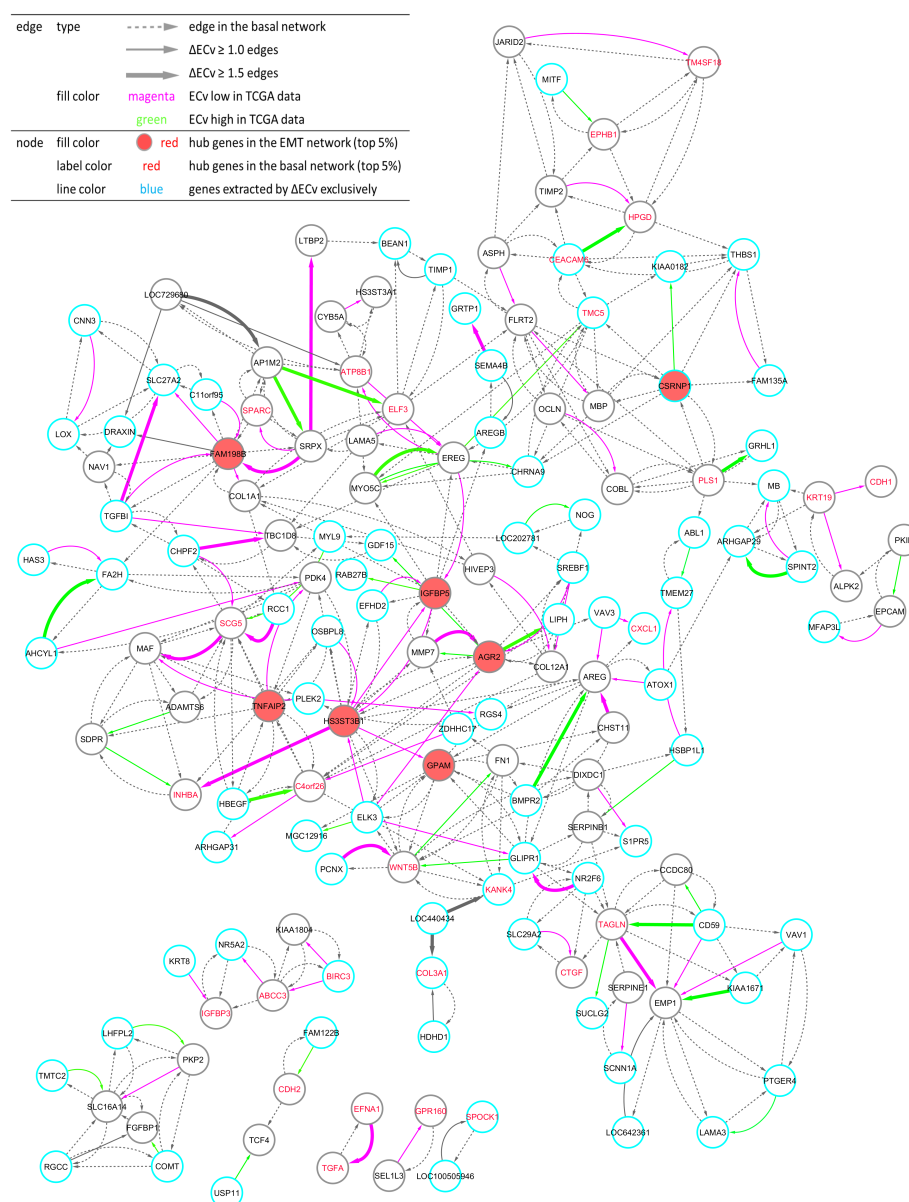 edge type edge in the basal network
ΔECv ≥ 1.0 edges
ΔECv ≥ 1.5 edges
fill color magenta ECv low in TCGA data
green ECv high in TCGA data
node fill color red hub genes in the EMT network (top 5%)
label color red hub genes in the basal network (top 5%)
line color blue genes extracted by ΔECv exclusively
JARID2
TM4SF18
MITF
EPHB1
TIMP2
HPGD
LTBP2
BEAN1
ASPH
CEACAM6
KIAA0182
THBS1
TIMP1
LOC729680
HS3ST3A1
CYB5A
GRTP1
FLRT2
TMC5
CNN3
AP1M2
SEMA4B
SLC27A2
ATP8B1
CSRNP1
FAM135A
C11orf95
SPARC
ELF3
OCLN
MBP
LOX
DRAXIN
LAMA5
AREGB
GRHL1
FAM198B
SRPX
EREG
CHRNA9
NAV1
COL1A1
MYO5C
COBL
PLS1
MB
KRT19
CDH1
TGFBI
TBC1D8
MYL9
GDF15
LOC202781
NOG
ABL1
ARHGAP29
HAS3
FA2H
CHPF2
RAB27B
HIVEP3
SREBF1
SPINT2
ALPK2
PDK4
IGFBP5
TMEM27
EPCAM
RCC1
EFHD2
LIPH
VAV3
CXCL1
MFAP3L
SCG5
AHCYL1
MAF
OSBPL8
MMP7
AGR2
COL12A1
AREG
ATOX1
ADAMTS6
TNFAIP2
PLEK2
HS3ST3B1
RGS4
ZDHHC17
CHST11
SDPR
HSBP1L1
FN1
INHBA
C4orf26
GPAM
DIXDC1
HBEGF
BMPR2
ELK3
SERPINB1
ARHGAP31
MGC12916
S1PR5
PCNX
WNT5B
GLIPR1
NR2F6
CCDC80
KANK4
LOC440434
SLC29A2
TAGLN
CD59
VAV1
KIAA1804
NR5A2
KRT8
BIRC3
COL3A1
CTGF
ABCC3
SERPINE1
KIAA1671
IGFBP3
SUCLG2
EMP1
HDHD1
LHFPL2
FAM122B
PKP2
SCNN1A
TMTC2
PTGER4
CDH2
SLC16A14
EFNA1
GPR160
SPOCK1
FGFBP1
TCF4
LOC642361
LAMA3
RGCC
COMT
TGFA
SEL1L3
LOC100505946
USP11